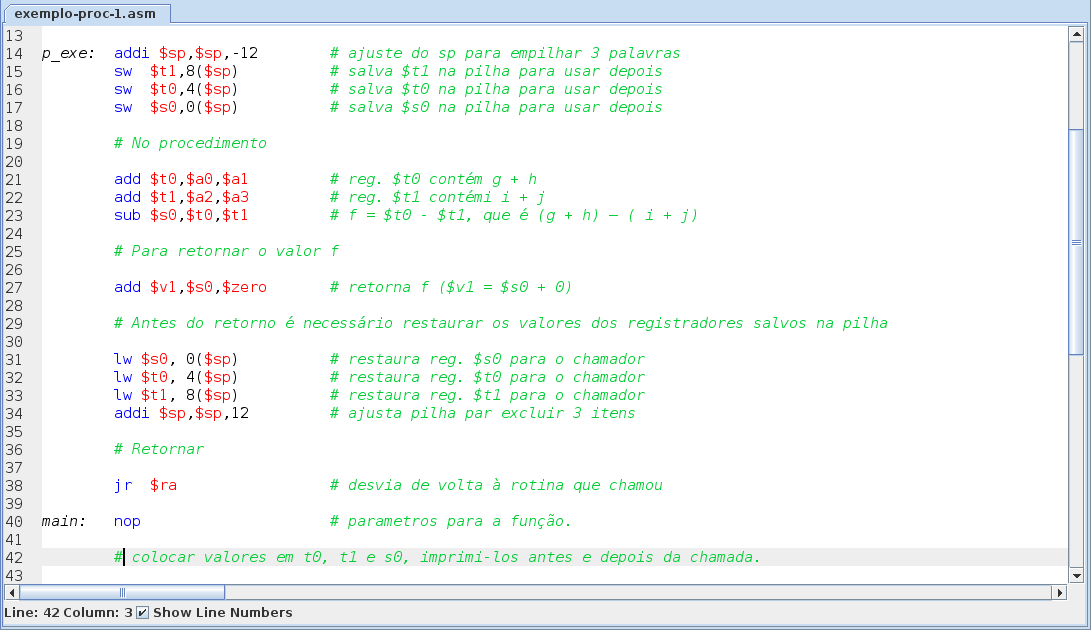 exemplo-proc-1.asm
13
14 p_exe: addi $sp,$sp,-12 # ajuste do sp para empilhar 3 palavras
15 sw $t1,8($sp) # salva $t1 na pilha para usar depois
16 sw $t0,4($sp) # salva $t0 na pilha para usar depois
17 sw $s0,0($sp) # salva $s0 na pilha para usar depois
18
19 # No procedimento
20
21 add $t0,$a0,$a1 # reg. $t0 contém g + h
22 add $t1,$a2,$a3 # reg. $t1 contémi i + j
23 sub $s0,$t0,$t1 # f = $t0 - $t1, que é (g + h) – ( i + j)
24
25 # Para retornar o valor f
26
27 add $v1,$s0,$zero # retorna f ($v1 = $s0 + 0)
28
29 # Antes do retorno é necessário restaurar os valores dos registradores salvos na pilha
30
31 lw $s0, 0($sp) # restaura reg. $s0 para o chamador
32 lw $t0, 4($sp) # restaura reg. $t0 para o chamador
33 lw $t1, 8($sp) # restaura reg. $t1 para o chamador
34 addi $sp,$sp,12 # ajusta pilha par excluir 3 itens
35
36 # Retornar
37
38 jr $ra # desvia de volta à rotina que chamou
39
40 main: nop # parametros para a função.
41
42 # colocar valores em t0, t1 e s0, imprimi-los antes e depois da chamada.
43
Line: 42 Column: 3 Show Line Numbers